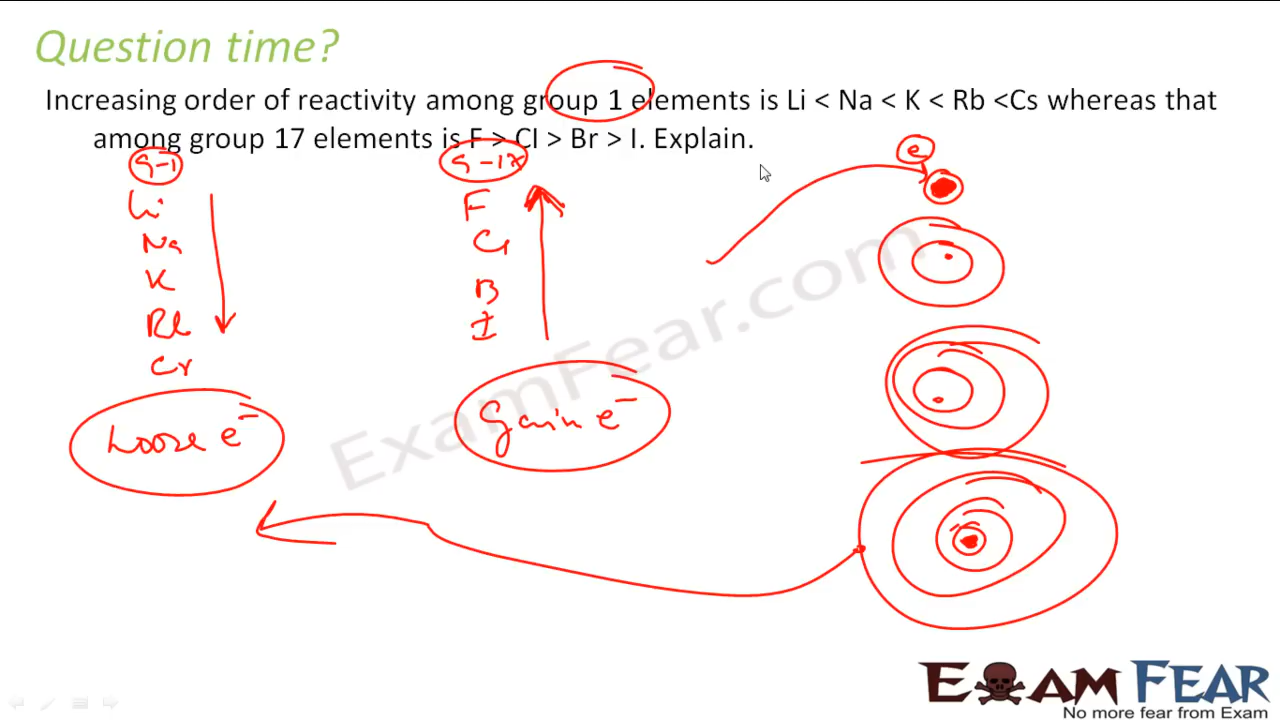 Question time?
Increasing order of reactivity among group 1 elements is Li < Na < K < Rb <Cs whereas that
among group 17 elements is F > CI > Br > I. Explain.
G-1
G-17
e
Li
F
Na
Cl
K
B
Rb
I
Cr
Loose e⁻
Gain e⁻
ExamFear.com
EXAM FEAR
No more fear from Exam